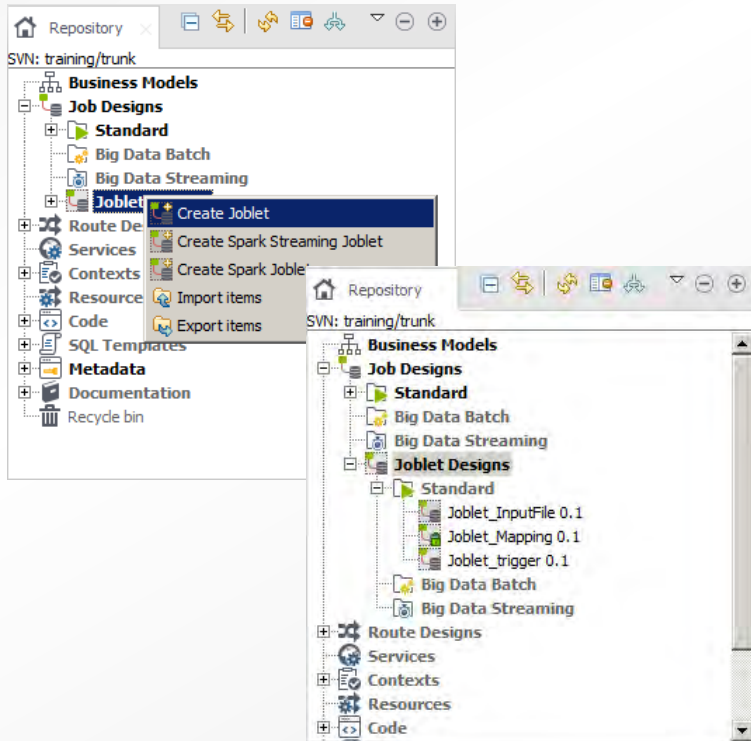 Repository
SVN: training/trunk
Business Models
Job Designs
Standard
Big Data Batch
Big Data Streaming
Joblet
Create Joblet
Create Spark Streaming Joblet
Create Spark Joblet
Import items
Export items
Route De
Services
Contexts
Resource
Code
SQL Templates
Metadata
Documentation
Recycle bin
Repository
SVN: training/trunk
Business Models
Job Designs
Standard
Big Data Batch
Big Data Streaming
Joblet Designs
Standard
Joblet_InputFile 0.1
Joblet_Mapping 0.1
Joblet_trigger 0.1
Big Data Batch
Big Data Streaming
Route Designs
Services
Contexts
Resources
Code